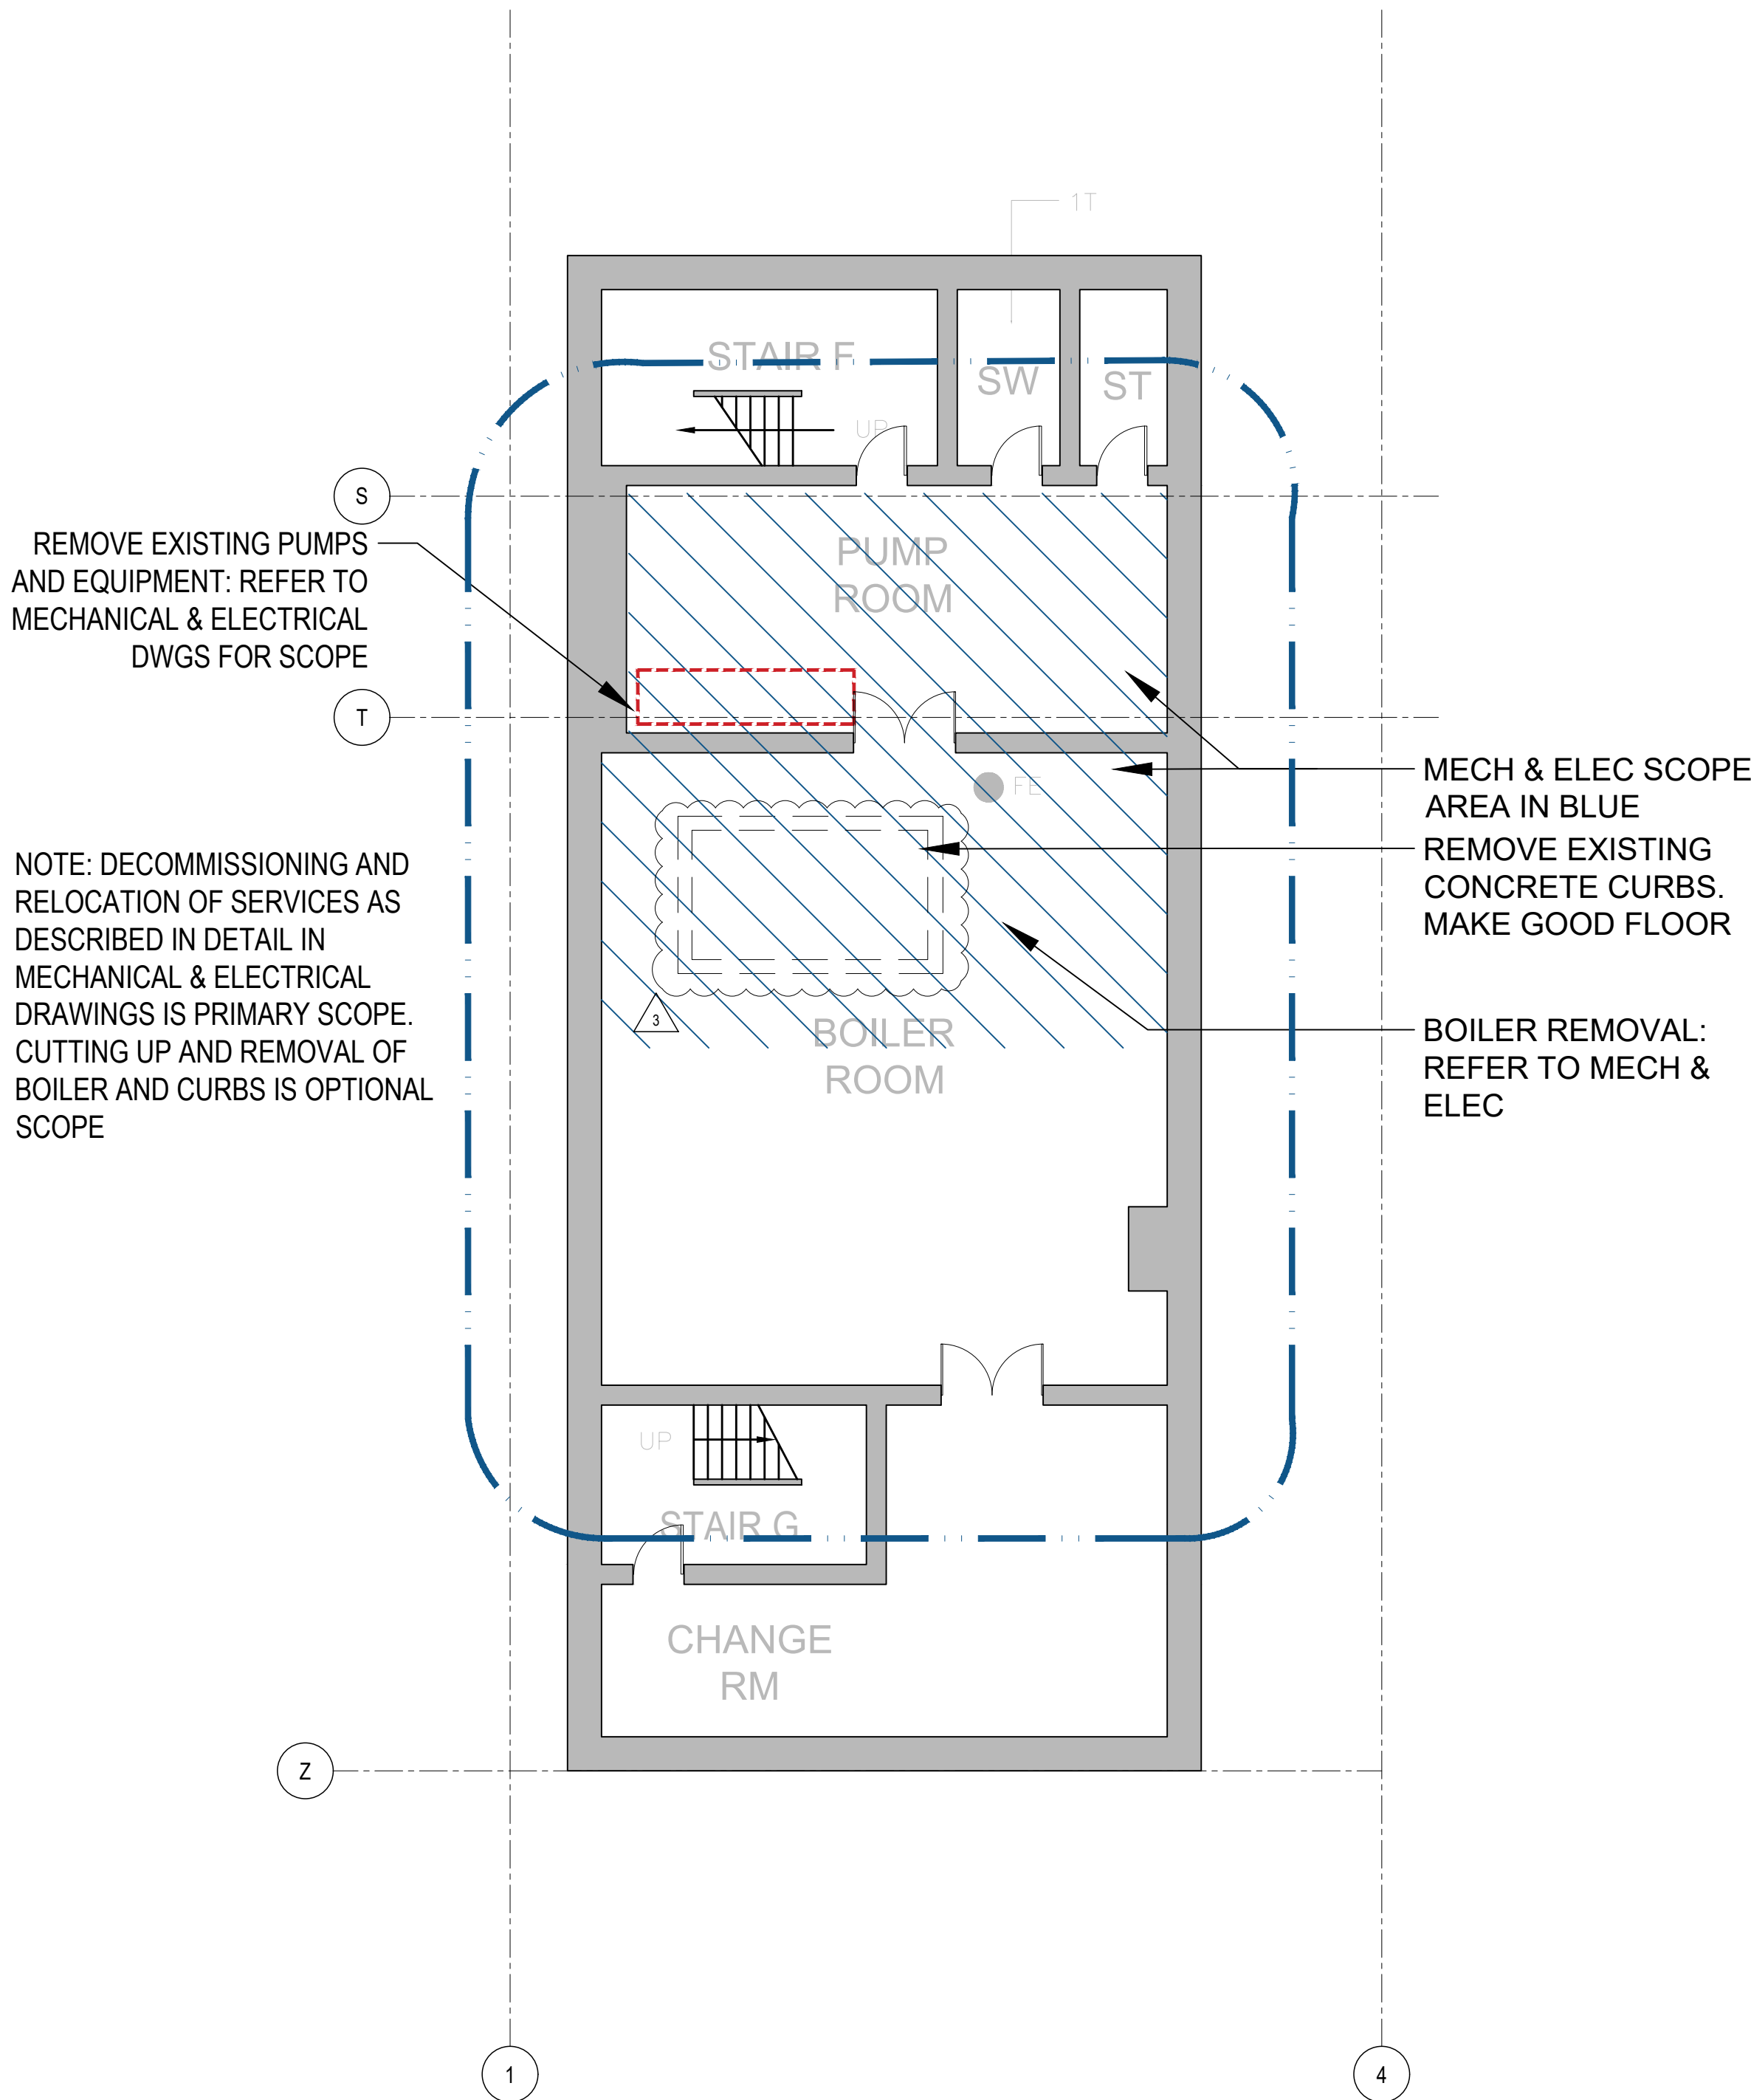 1T
STAIR F
SW
ST
UP
S
REMOVE EXISTING PUMPS
AND EQUIPMENT: REFER TO
MECHANICAL & ELECTRICAL
DWGS FOR SCOPE
PUMP
ROOM
T
MECH & ELEC SCOPE
AREA IN BLUE
FE
REMOVE EXISTING
CONCRETE CURBS.
MAKE GOOD FLOOR
NOTE: DECOMMISSIONING AND
RELOCATION OF SERVICES AS
DESCRIBED IN DETAIL IN
MECHANICAL & ELECTRICAL
DRAWINGS IS PRIMARY SCOPE.
CUTTING UP AND REMOVAL OF
BOILER AND CURBS IS OPTIONAL
SCOPE
3
BOILER
ROOM
BOILER REMOVAL:
REFER TO MECH &
ELEC
UP
STAIR G
CHANGE
RM
Z
1
4